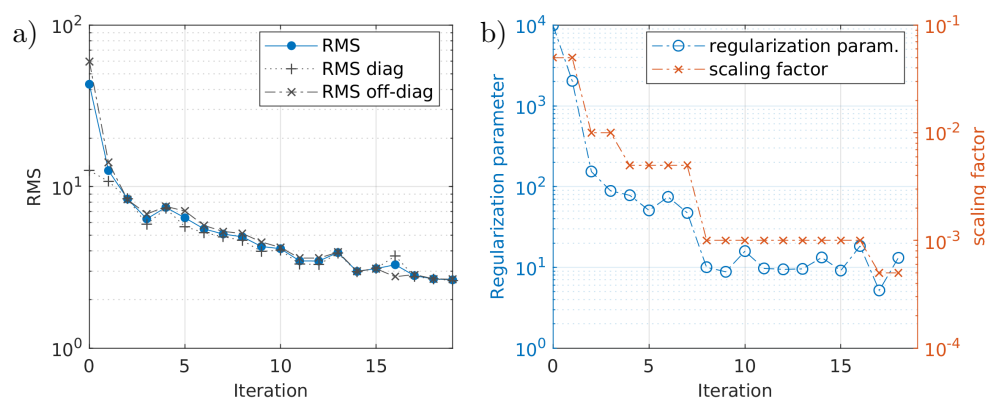 a)
10^2
10^1
10^0
RMS
0
5
10
15
Iteration
RMS
RMS diag
RMS off-diag
b)
10^4
10^3
10^2
10^1
10^0
Regularization parameter
0
5
10
15
Iteration
regularization param.
scaling factor
10^-1
10^-2
10^-3
10^-4
scaling factor